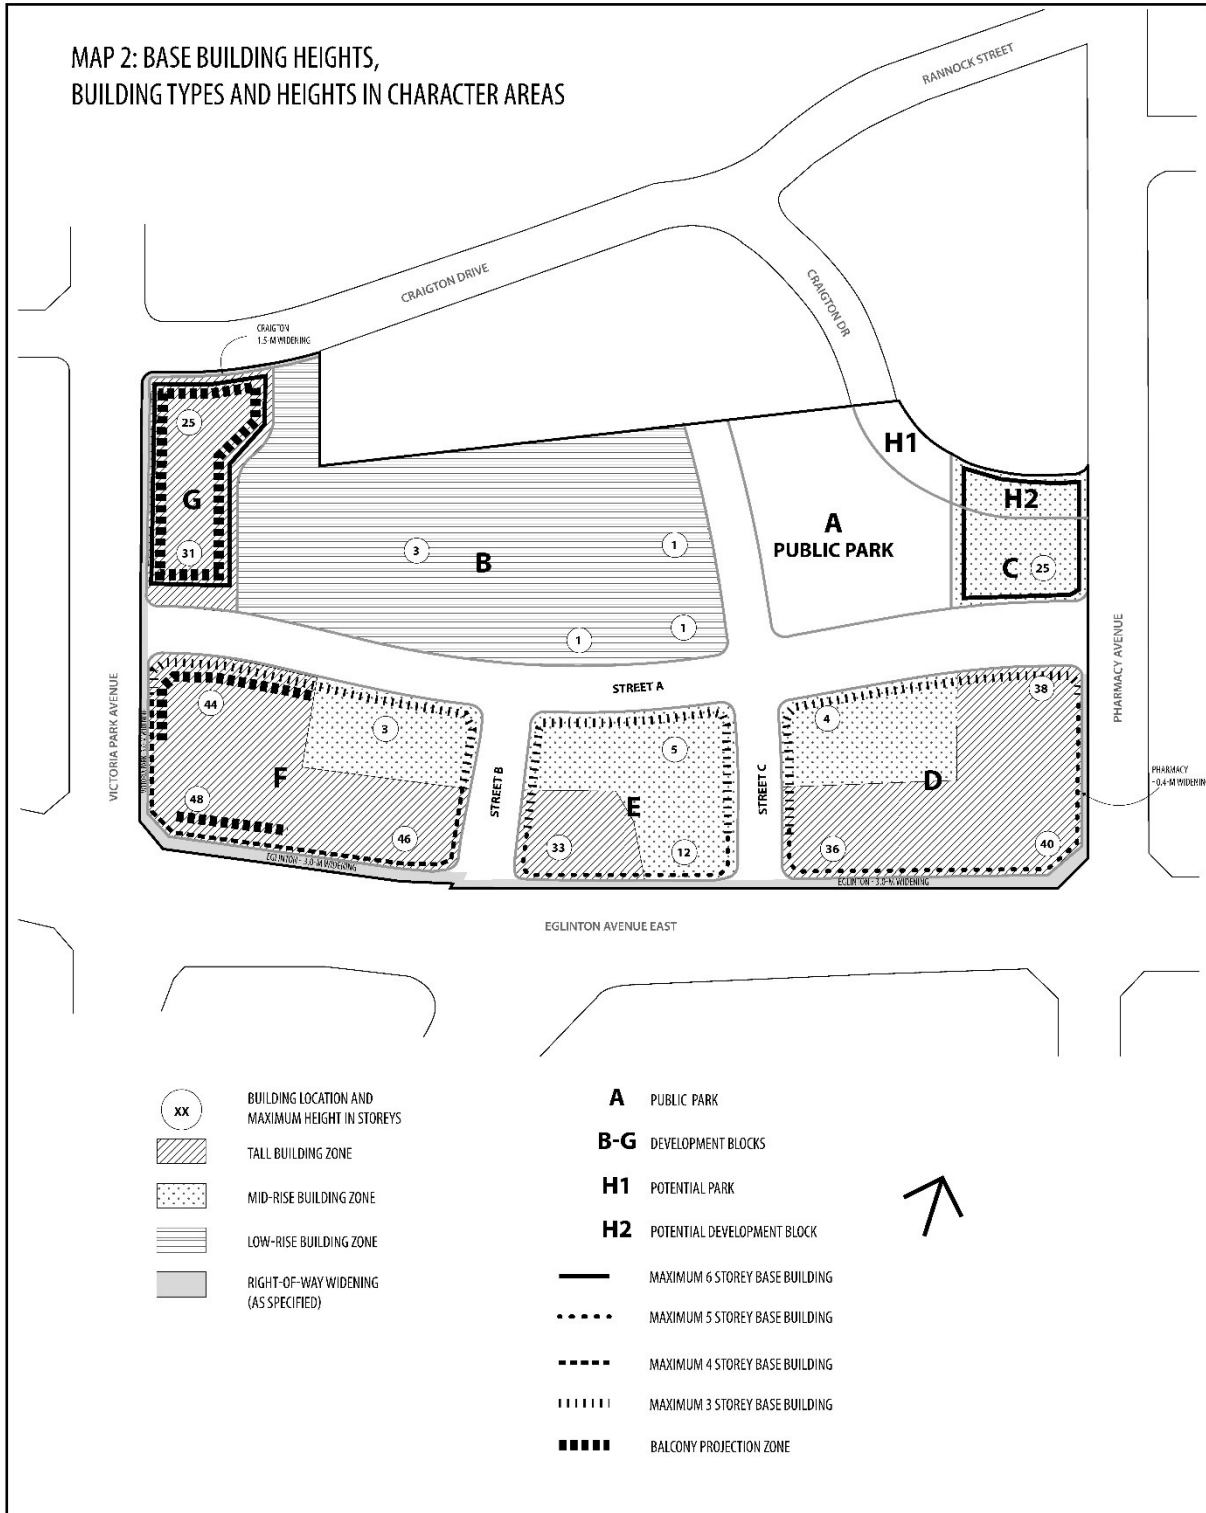 MAP 2: BASE BUILDING HEIGHTS,
BUILDING TYPES AND HEIGHTS IN CHARACTER AREAS
RANNOCK STREET
CRAIGTON DRIVE
CRAIGTON DR
CRAIGTON
1.5-M WIDENING
25
G
31
3
B
1
1
1
H1
A
PUBLIC PARK
H2
C
25
VICTORIA PARK AVENUE
PHARMACY AVENUE
STREET A
STREET B
STREET C
44
3
F
48
46
EGLINTON - 3.0-M WIDENING
5
E
33
12
4
38
D
36
40
EGLINTON - 3.0-M WIDENING
PHARMACY
- 0.4-M WIDENING
EGLINTON AVENUE EAST
XX
BUILDING LOCATION AND
MAXIMUM HEIGHT IN STOREYS
TALL BUILDING ZONE
MID-RISE BUILDING ZONE
LOW-RISE BUILDING ZONE
RIGHT-OF-WAY WIDENING
(AS SPECIFIED)
A PUBLIC PARK
B-G DEVELOPMENT BLOCKS
H1 POTENTIAL PARK
H2 POTENTIAL DEVELOPMENT BLOCK
MAXIMUM 6 STOREY BASE BUILDING
MAXIMUM 5 STOREY BASE BUILDING
MAXIMUM 4 STOREY BASE BUILDING
MAXIMUM 3 STOREY BASE BUILDING
BALCONY PROJECTION ZONE